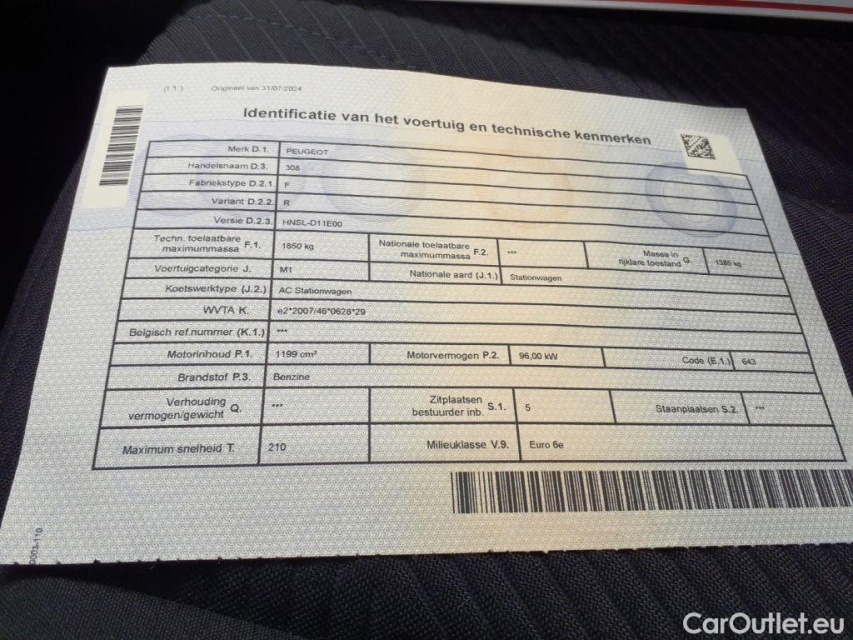 (I.1.) Origineel van 31/07/2024
Identificatie van het voertuig en technische kenmerken
Merk D.1. PEUGEOT
Handelsnaam D.3. 308
Fabriekstype D.2.1. F
Variant D.2.2. R
Versie D.2.3. HNSL-D11E00
Techn. toelaatbare maximummassa F.1. 1850 kg Nationale toelaatbare maximummassa F.2. --- Massa in rijklare toestand G. 1380 kg
Voertuigcategorie J. M1 Nationale aard (J.1.) Stationwagen
Koetswerktype (J.2.) AC Stationwagen
WVTA K. e2*2007/46*0628*29
Belgisch ref.nummer (K.1.) ---
Motorinhoud P.1. 1199 cm³ Motorvermogen P.2. 96,00 kW Code (E.1.) 643
Brandstof P.3. Benzine
Verhouding vermogen/gewicht Q. --- Zitplaatsen bestuurder inb. S.1. 5 Staanplaatsen S.2. ---
Maximum snelheid T. 210 Milieuklasse V.9. Euro 6e
CarOutlet.eu